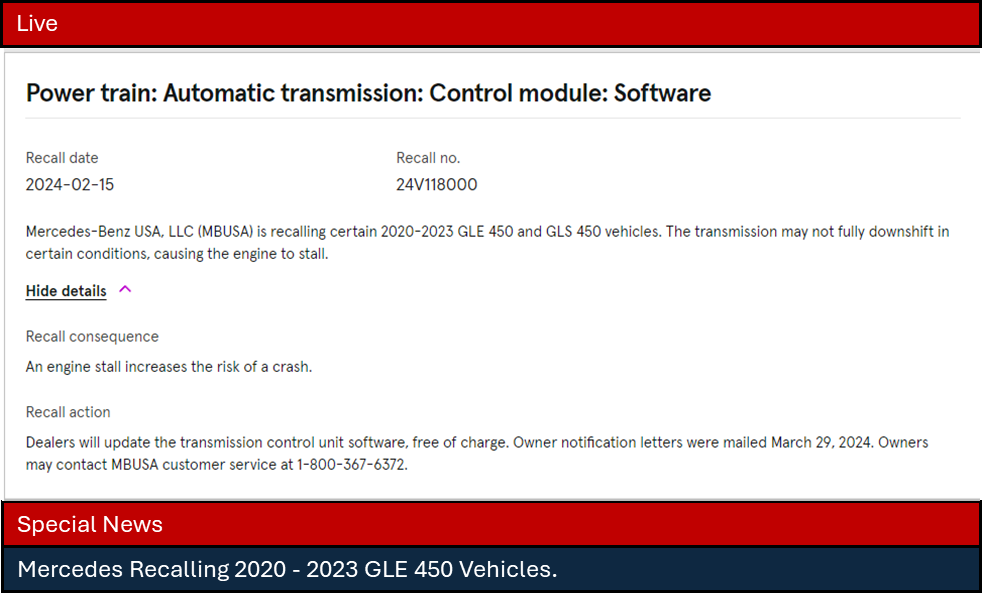 Live
Power train: Automatic transmission: Control module: Software
Recall date
Recall no.
2024-02-15
24V118000
Mercedes-Benz USA, LLC (MBUSA) is recalling certain 2020-2023 GLE 450 and GLS 450 vehicles. The transmission may not fully downshift in
certain conditions, causing the engine to stall.
Hide details
Recall consequence
An engine stall increases the risk of a crash.
Recall action
Dealers will update the transmission control unit software, free of charge. Owner notification letters were mailed March 29, 2024. Owners
may contact MBUSA customer service at 1-800-367-6372.
Special News
Mercedes Recalling 2020 - 2023 GLE 450 Vehicles.